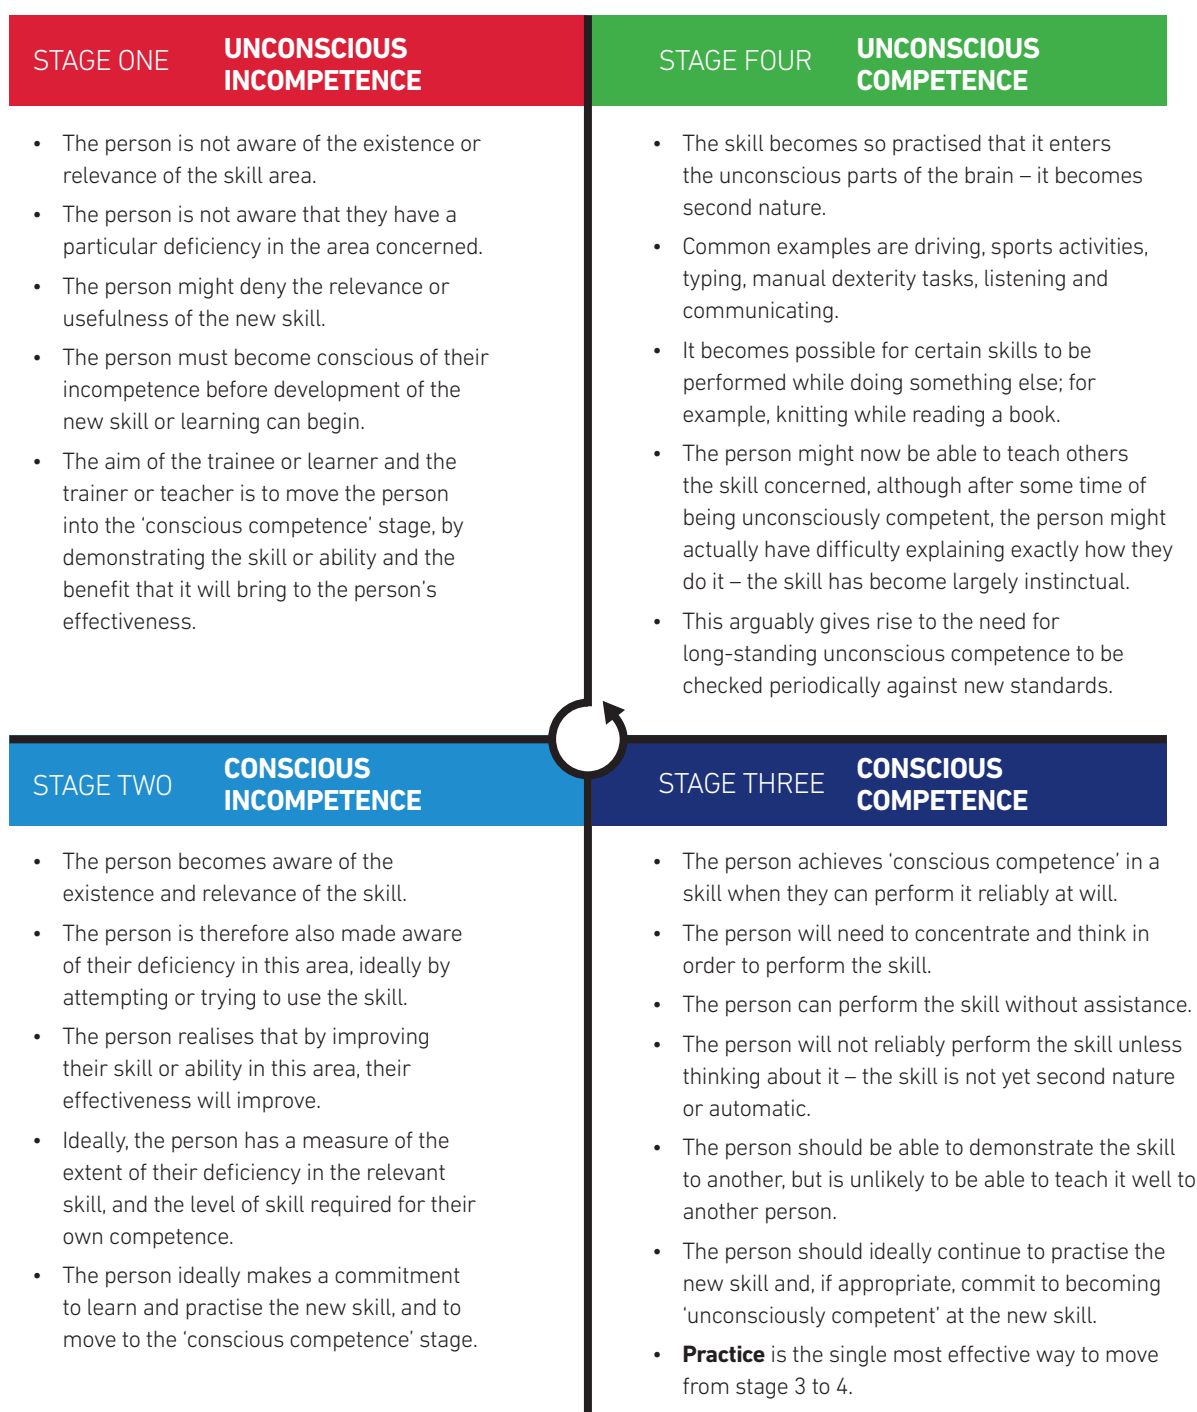 STAGE ONE
UNCONSCIOUS
INCOMPETENCE
• The person is not aware of the existence or
relevance of the skill area.
• The person is not aware that they have a
particular deficiency in the area concerned.
• The person might deny the relevance or
usefulness of the new skill.
• The person must become conscious of their
incompetence before development of the
new skill or learning can begin.
• The aim of the trainee or learner and the
trainer or teacher is to move the person
into the ‘conscious competence’ stage, by
demonstrating the skill or ability and the
benefit that it will bring to the person’s
effectiveness.
STAGE TWO
CONSCIOUS
INCOMPETENCE
• The person becomes aware of the
existence and relevance of the skill.
• The person is therefore also made aware
of their deficiency in this area, ideally by
attempting or trying to use the skill.
• The person realises that by improving
their skill or ability in this area, their
effectiveness will improve.
• Ideally, the person has a measure of the
extent of their deficiency in the relevant
skill, and the level of skill required for their
own competence.
• The person ideally makes a commitment
to learn and practise the new skill, and to
move to the ‘conscious competence’ stage.
STAGE THREE
CONSCIOUS
COMPETENCE
• The person achieves ‘conscious competence’ in a
skill when they can perform it reliably at will.
• The person will need to concentrate and think in
order to perform the skill.
• The person can perform the skill without assistance.
• The person will not reliably perform the skill unless
thinking about it – the skill is not yet second nature
or automatic.
• The person should be able to demonstrate the skill
to another, but is unlikely to be able to teach it well to
another person.
• The person should ideally continue to practise the
new skill and, if appropriate, commit to becoming
‘unconsciously competent’ at the new skill.
• Practice is the single most effective way to move
from stage 3 to 4.
STAGE FOUR
UNCONSCIOUS
COMPETENCE
• The skill becomes so practised that it enters
the unconscious parts of the brain – it becomes
second nature.
• Common examples are driving, sports activities,
typing, manual dexterity tasks, listening and
communicating.
• It becomes possible for certain skills to be
performed while doing something else; for
example, knitting while reading a book.
• The person might now be able to teach others
the skill concerned, although after some time of
being unconsciously competent, the person might
actually have difficulty explaining exactly how they
do it – the skill has become largely instinctual.
• This arguably gives rise to the need for
long-standing unconscious competence to be
checked periodically against new standards.